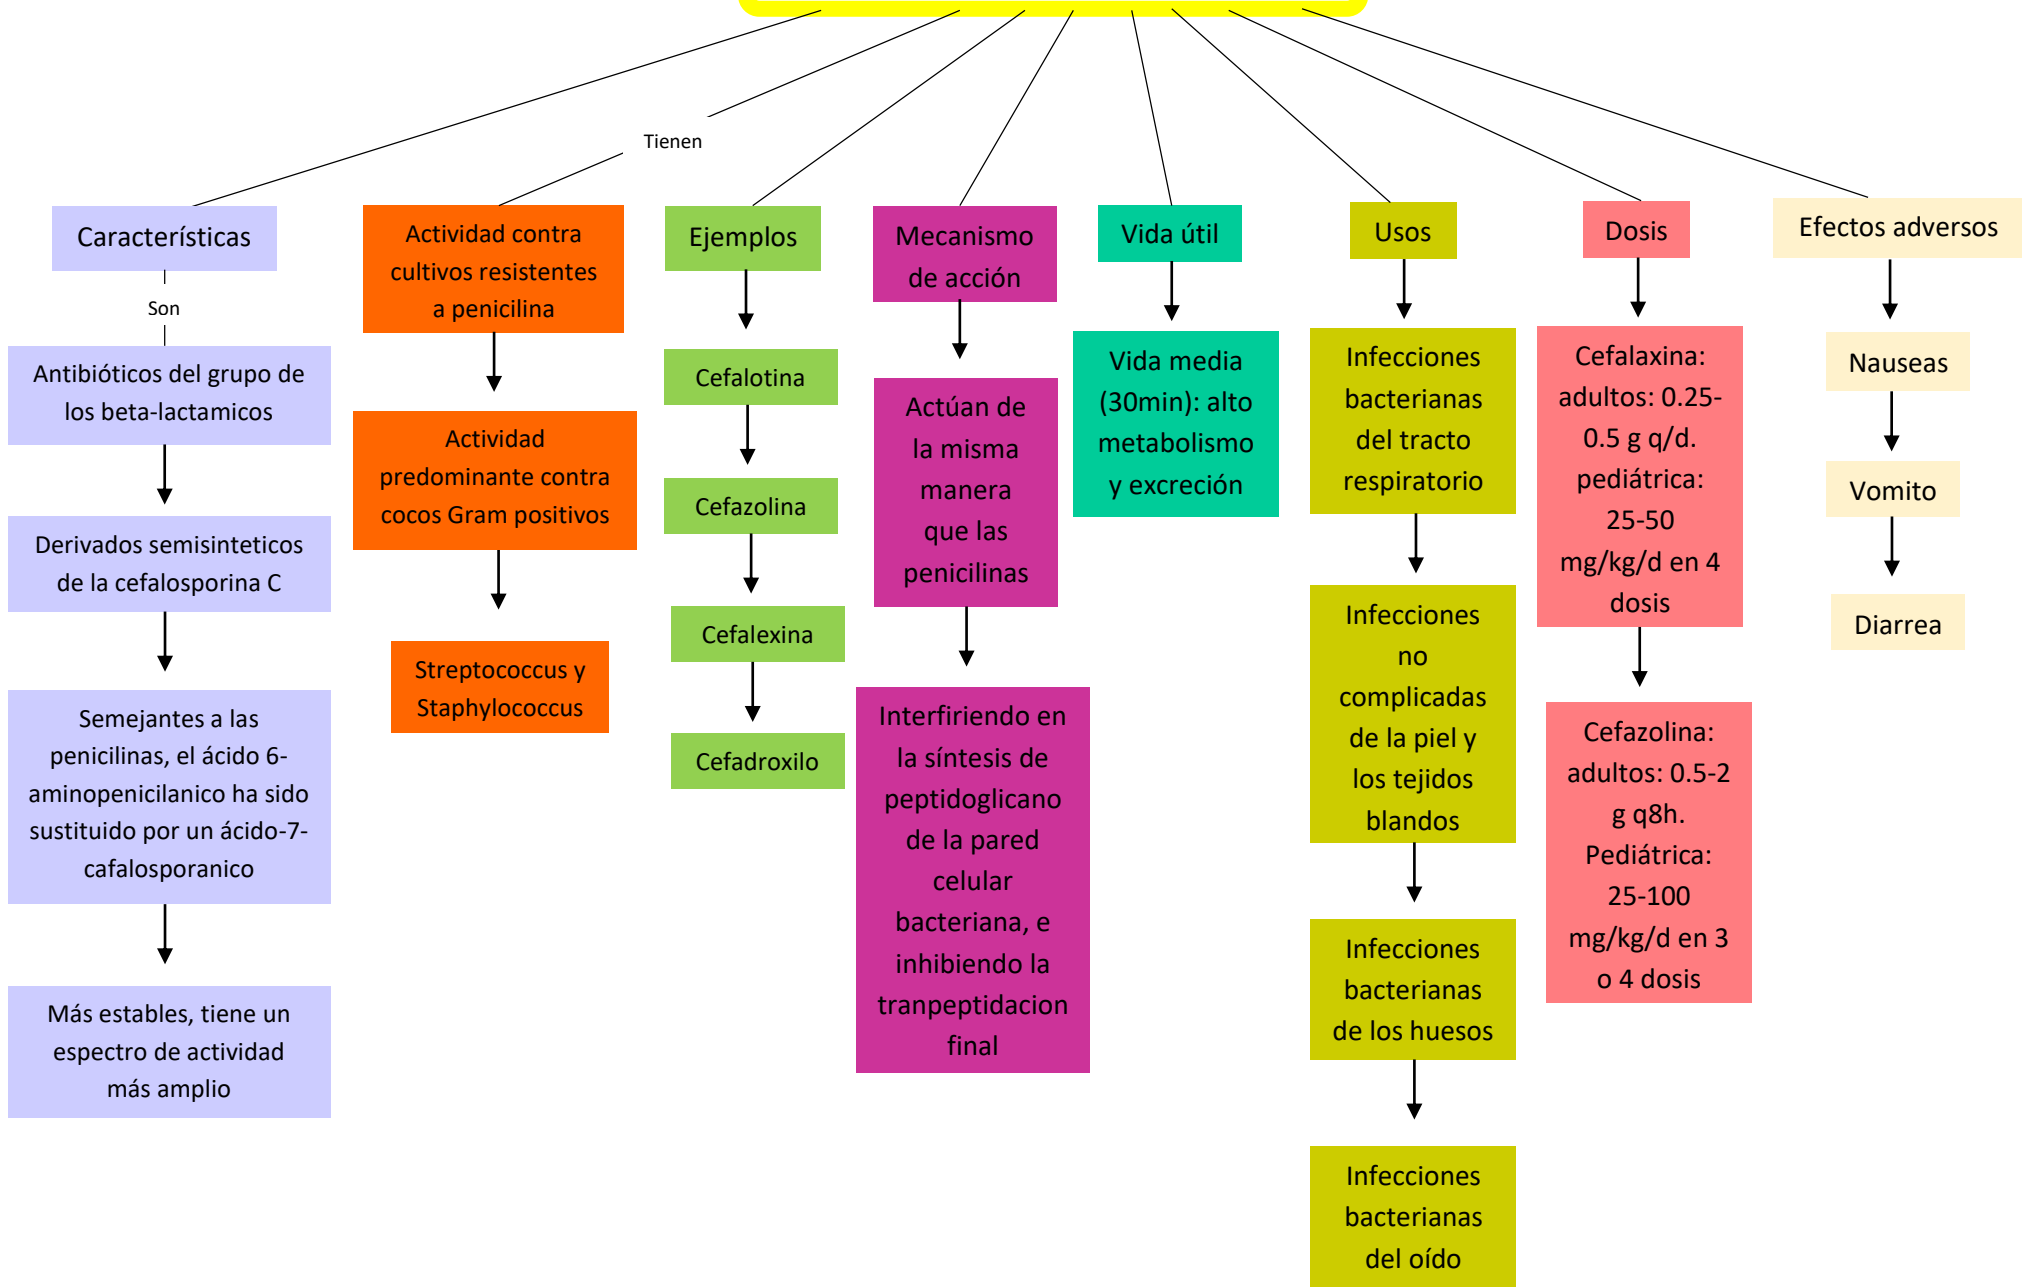 Tienen
Características
Son
Antibióticos del grupo de
los beta-lactamicos
Derivados semisinteticos
de la cefalosporina C
Semejantes a las
penicilinas, el ácido 6-
aminopenicilanico ha sido
sustituido por un ácido-7-
cafalosporanico
Más estables, tiene un
espectro de actividad
más amplio
Actividad contra
cultivos resistentes
a penicilina
Actividad
predominante contra
cocos Gram positivos
Streptococcus y
Staphylococcus
Ejemplos
Cefalotina
Cefazolina
Cefalexina
Cefadroxilo
Mecanismo
de acción
Actúan de
la misma
manera
que las
penicilinas
Interfiriendo en
la síntesis de
peptidoglicano
de la pared
celular
bacteriana, e
inhibiendo la
tranpeptidacion
final
Vida útil
Vida media
(30min): alto
metabolismo
y excreción
Usos
Infecciones
bacterianas
del tracto
respiratorio
Infecciones
no
complicadas
de la piel y
los tejidos
blandos
Infecciones
bacterianas
de los huesos
Infecciones
bacterianas
del oído
Dosis
Cefalaxina:
adultos: 0.25-
0.5 g q/d.
pediátrica:
25-50
mg/kg/d en 4
dosis
Cefazolina:
adultos: 0.5-2
g q8h.
Pediátrica:
25-100
mg/kg/d en 3
o 4 dosis
Efectos adversos
Nauseas
Vomito
Diarrea